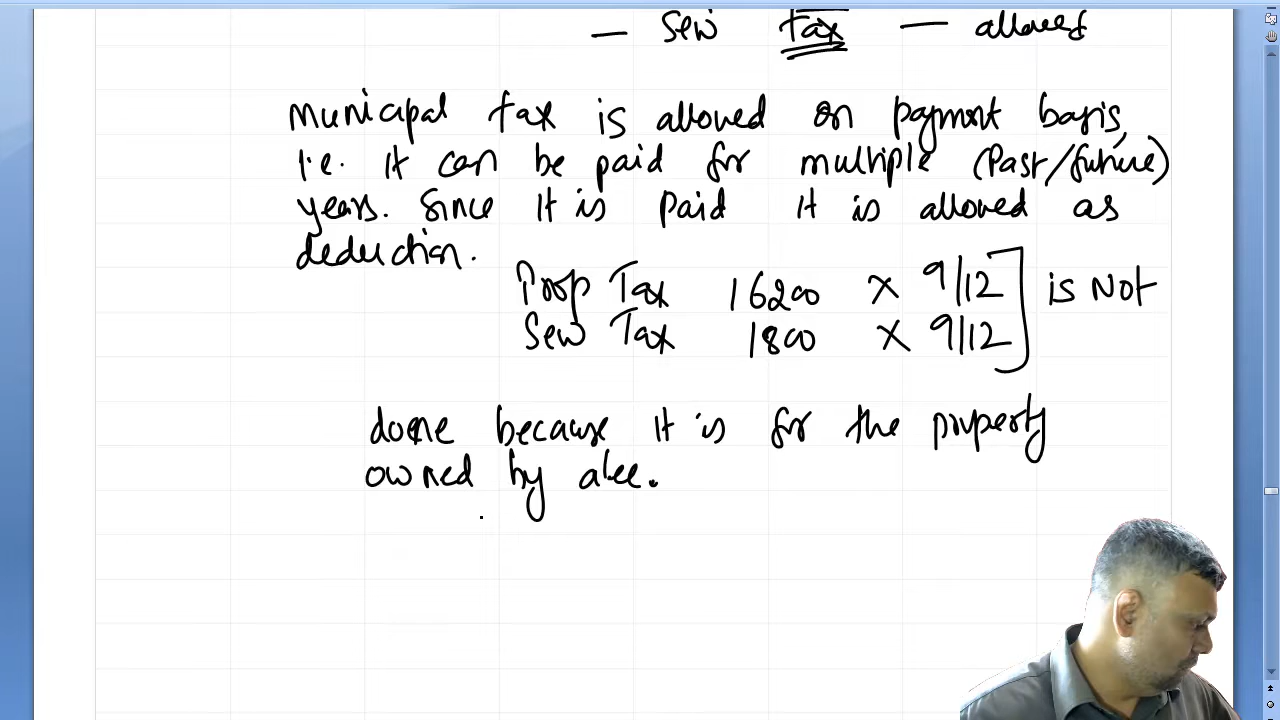 — Sew Tax — allowed
Municipal tax is allowed on payment basis,
i.e. it can be paid for multiple (Past/future)
years. Since it is paid it is allowed as
deduction.
Prop Tax 16200 x 9/12 ] is Not
Sew Tax 1800 x 9/12
done because it is for the property
owned by